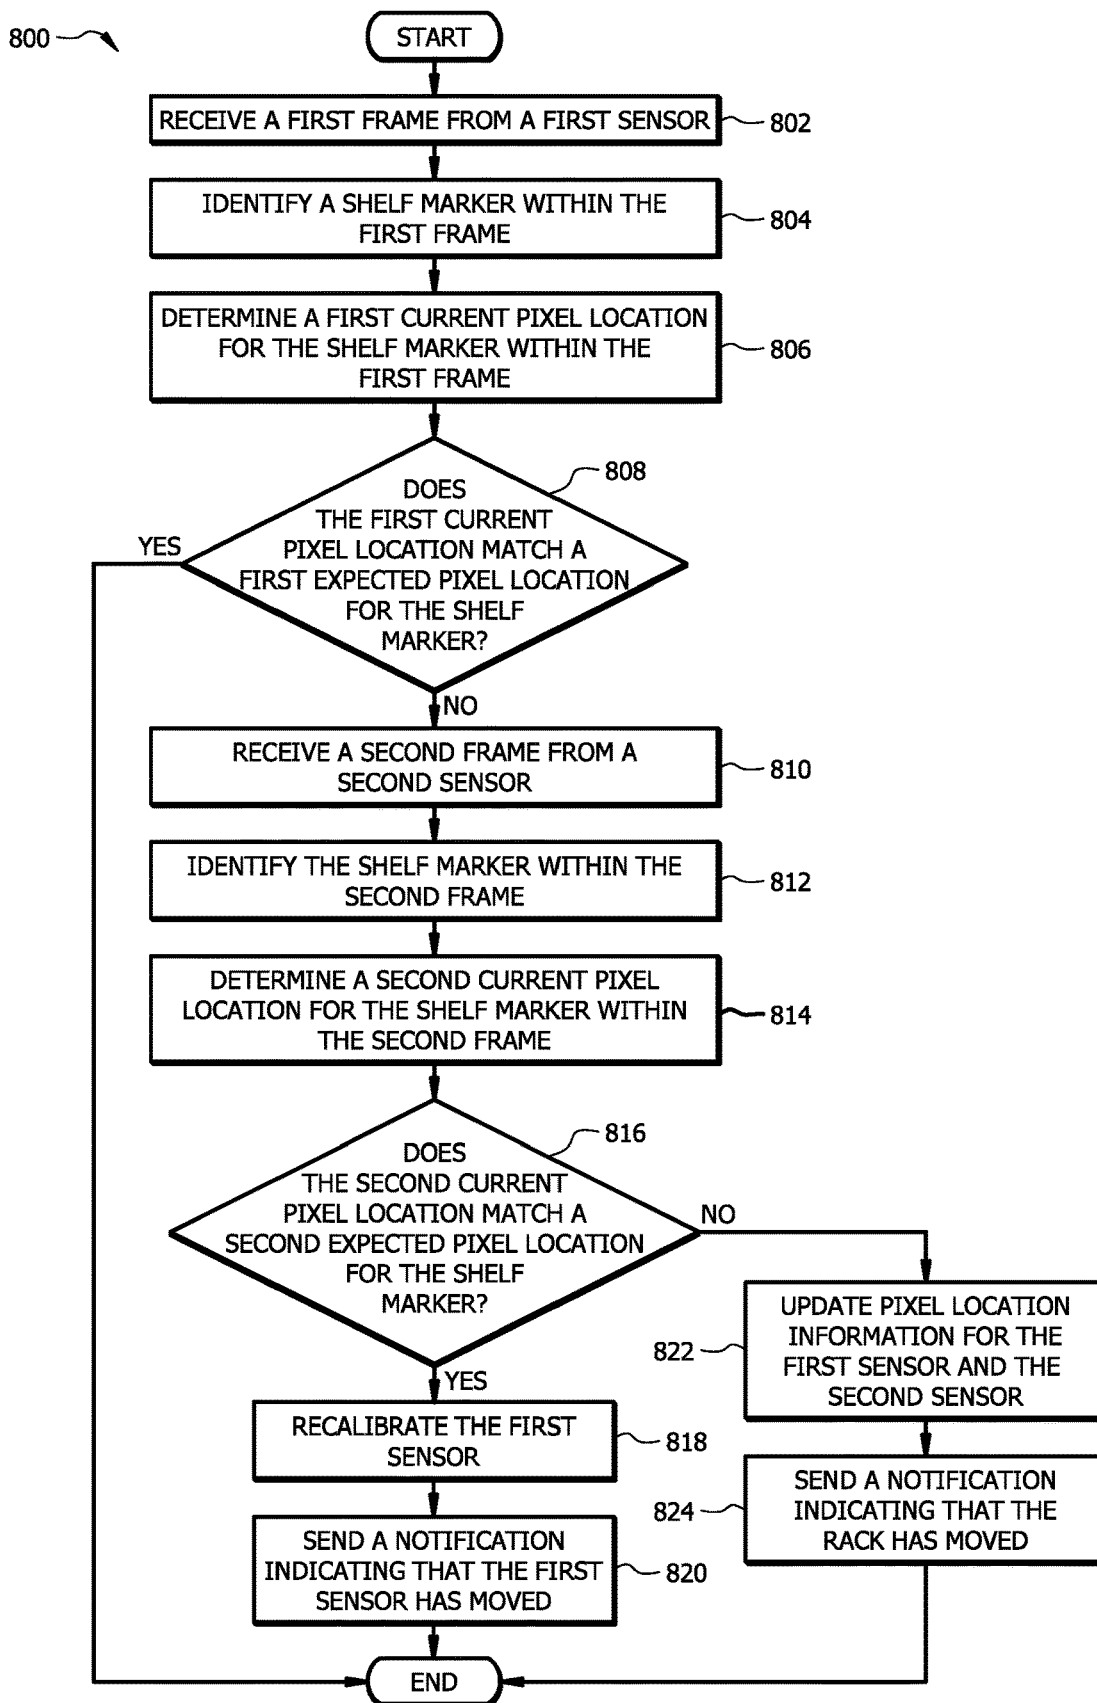 800
START
RECEIVE A FIRST FRAME FROM A FIRST SENSOR
802
IDENTIFY A SHELF MARKER WITHIN THE
FIRST FRAME
804
DETERMINE A FIRST CURRENT PIXEL LOCATION
FOR THE SHELF MARKER WITHIN THE
FIRST FRAME
806
808
DOES
THE FIRST CURRENT
PIXEL LOCATION MATCH A
FIRST EXPECTED PIXEL LOCATION
FOR THE SHELF
MARKER?
YES
NO
RECEIVE A SECOND FRAME FROM A
SECOND SENSOR
810
IDENTIFY THE SHELF MARKER WITHIN THE
SECOND FRAME
812
DETERMINE A SECOND CURRENT PIXEL
LOCATION FOR THE SHELF MARKER WITHIN
THE SECOND FRAME
814
816
DOES
THE SECOND CURRENT
PIXEL LOCATION MATCH A
SECOND EXPECTED PIXEL LOCATION
FOR THE SHELF
MARKER?
NO
YES
RECALIBRATE THE FIRST
SENSOR
818
SEND A NOTIFICATION
INDICATING THAT THE FIRST
SENSOR HAS MOVED
820
UPDATE PIXEL LOCATION
INFORMATION FOR THE
FIRST SENSOR AND THE
SECOND SENSOR
822
SEND A NOTIFICATION
INDICATING THAT THE
RACK HAS MOVED
824
END